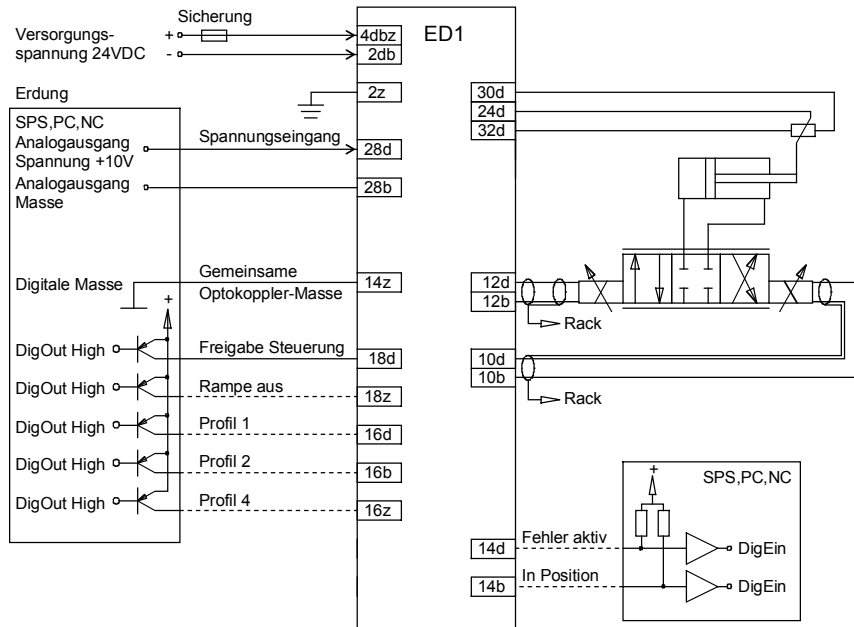 Sicherung
Versorgungs-
spannung 24VDC
+
-
4dbz
2db
ED1
Erdung
2z
SPS,PC,NC
Analogausgang
Spannung +10V
Spannungseingang
28d
Analogausgang
Masse
28b
Digitale Masse
Gemeinsame
Optokoppler-Masse
14z
+
DigOut High
Freigabe Steuerung
18d
DigOut High
Rampe aus
18z
DigOut High
Profil 1
16d
DigOut High
Profil 2
16b
DigOut High
Profil 4
16z
30d
24d
32d
12d
12b
Rack
10d
10b
Rack
SPS,PC,NC
+
14d
Fehler aktiv
DigEin
14b
In Position
DigEin